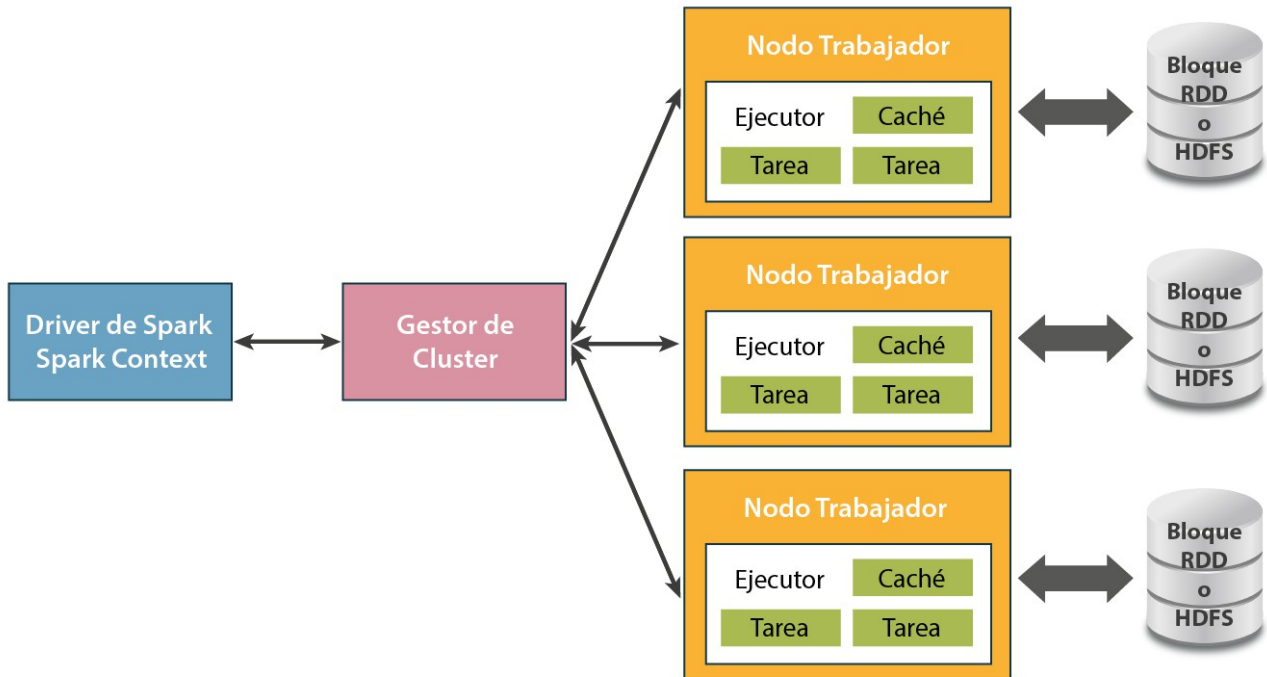 Driver de Spark
Spark Context
Gestor de
Cluster
Nodo Trabajador
Ejecutor
Caché
Tarea
Tarea
Bloque
RDD
o
HDFS
Nodo Trabajador
Ejecutor
Caché
Tarea
Tarea
Bloque
RDD
o
HDFS
Nodo Trabajador
Ejecutor
Caché
Tarea
Tarea
Bloque
RDD
o
HDFS